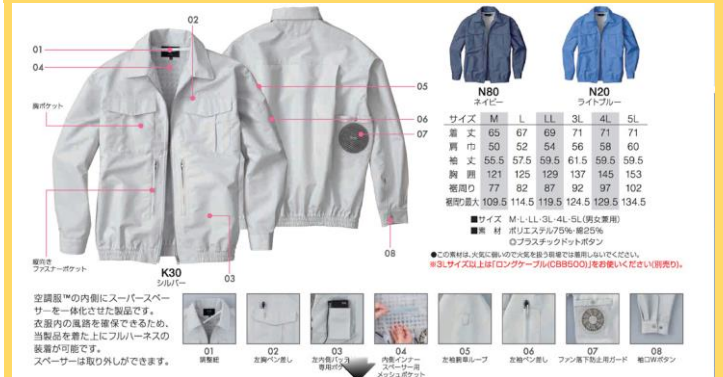 02
01
04
胸ポケット
縦向き
ファスナーポケット
K30
シルバー
03
05
06
07
08
N80
ネイビー
N20
ライトブルー
サイズ M L LL 3L 4L 5L
着丈 65 67 69 71 71 71
肩巾 50 52 54 56 58 60
袖丈 55.5 57.5 59.5 61.5 59.5 59.5
胸囲 121 125 129 137 145 153
裾周り 77 82 87 92 97 102
裾周り最大 109.5 114.5 119.5 124.5 129.5 134.5
■サイズ M・L・LL・3L・4L・5L(男女兼用)
■素材 ポリエステル75%・綿25%
◎プラスチックドットボタン
●この素材は、火気に弱いので火気を扱う現場では着用しないでください。
※3Lサイズ以上は「ロングケーブル(CBB500)」をお使いください(別売り)。
空調服™の内側にスーパースペー
サーを一体化させた製品です。
衣服内の風路を確保できるため、
当製品を着た上にフルハーネスの
装着が可能です。
スペーサーは取り外しができます。
01
調整紐
02
左胸ペン差し
03
左内側バッテ
専用ポケ
04
内側インナー
スペーサー用
メッシュポケット
05
左袖腕章ループ
06
左袖ペン差し
07
ファン落下防止用ガード
08
袖口Wボタン